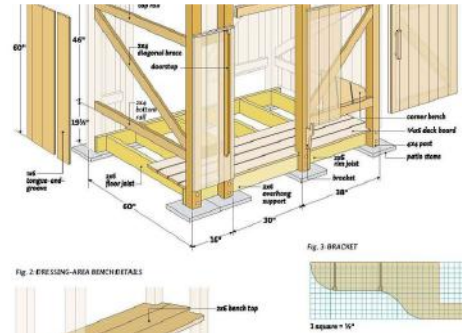 top rail
60"
46"
2x4
diagonal brace
doorstop
19½"
2x4
bottom
rail
corner bench
5/4x6 deck board
4x4 post
patio stone
1x6
tongue-and-
groove
2x6
floor joist
2x6
rim joist
bracket
2x6
overhang
support
60"
16"
30"
38"
Fig. 3: BRACKET
Fig. 2: DRESSING-AREA BENCH DETAILS
2x6 bench top
1 square = ½"